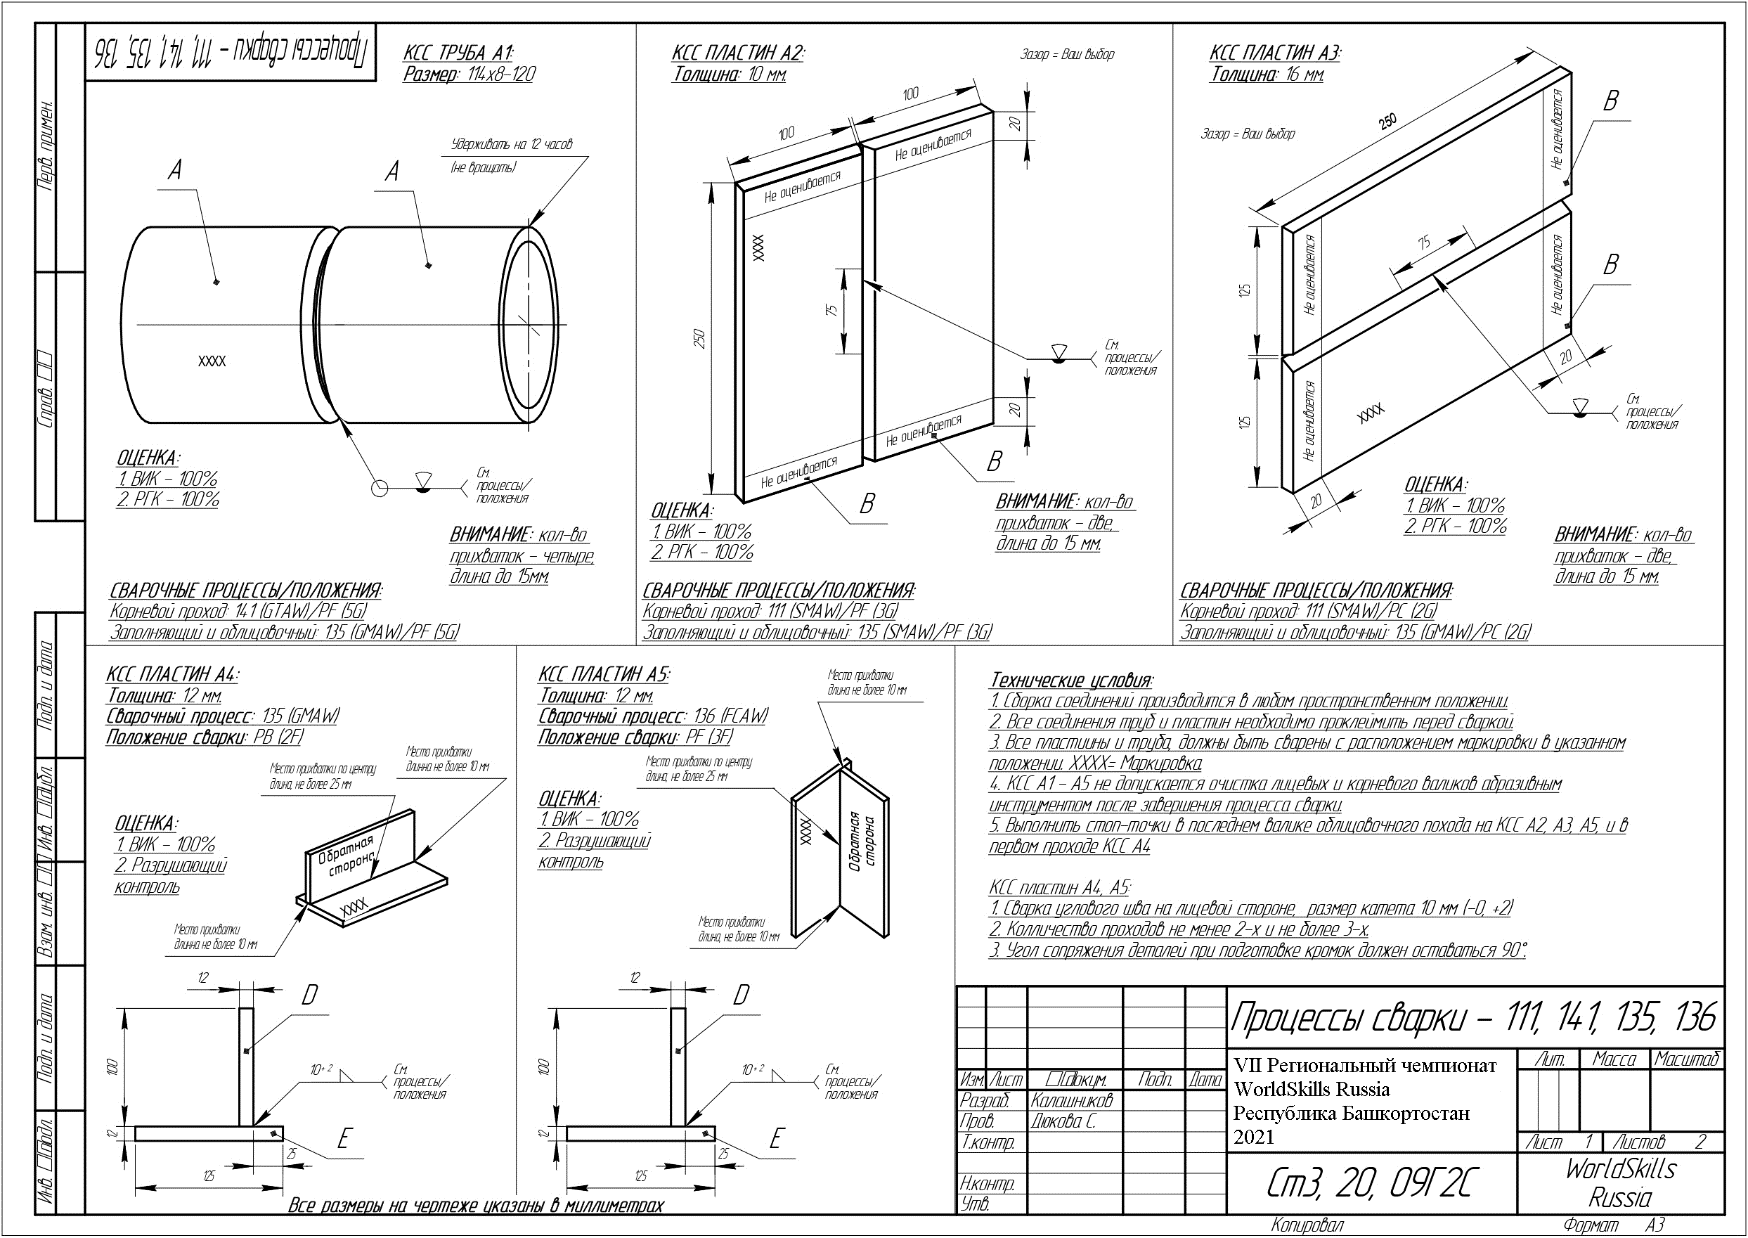 Процессы сварки – 111, 141, 135, 136
Перв. примен.
Справ. □□
Подп. и дата
Инв. □□дубл.
Взам. инв. □□
Подп. и дата
Инв. □□подл.
КСС ТРУБА А1:
Размер: 114х8-120
Удерживать на 12 часов
(не вращать)
А
А
XXXX
ОЦЕНКА:
1. ВИК – 100%
2. РГК – 100%
См.
процессы/
положения
ВНИМАНИЕ: кол-во
прихваток – четыре,
длина до 15мм.
СВАРОЧНЫЕ ПРОЦЕССЫ/ПОЛОЖЕНИЯ:
Корневой проход: 141 (GTAW)/PF (5G)
Заполняющий и облицовочный: 135 (GMAW)/PF (5G)
КСС ПЛАСТИН А2:
Толщина: 10 мм.
Зазор = Ваш выбор
100
100
20
Не оценивается
Не оценивается
XXXX
250
75
20
Не оценивается
Не оценивается
В
В
См.
процессы/
положения
ОЦЕНКА:
1. ВИК – 100%
2. РГК – 100%
ВНИМАНИЕ: кол-во
прихваток – две,
длина до 15 мм.
СВАРОЧНЫЕ ПРОЦЕССЫ/ПОЛОЖЕНИЯ:
Корневой проход: 111 (SMAW)/PF (3G)
Заполняющий и облицовочный: 135 (SMAW)/PF (3G)
КСС ПЛАСТИН А3:
Толщина: 16 мм.
Зазор = Ваш выбор
250
В
Не оценивается
Не оценивается
75
125
В
Не оценивается
Не оценивается
125
XXXX
20
20
См.
процессы/
положения
ОЦЕНКА:
1. ВИК – 100%
2. РГК – 100%
ВНИМАНИЕ: кол-во
прихваток – две,
длина до 15 мм.
СВАРОЧНЫЕ ПРОЦЕССЫ/ПОЛОЖЕНИЯ:
Корневой проход: 111 (SMAW)/PC (2G)
Заполняющий и облицовочный: 135 (GMAW)/PC (2G)
КСС ПЛАСТИН А4:
Толщина: 12 мм.
Сварочный процесс: 135 (GMAW)
Положение сварки: PB (2F)
Место прихватки
длинна не более 10 мм
Место прихватки по центру
длина, не более 25 мм
ОЦЕНКА:
1. ВИК – 100%
2. Разрушающий
контроль
Обратная
сторона
XXXX
Место прихватки
длинна не более 10 мм
12
D
100
10+2
См.
процессы/
положения
12
E
25
125
КСС ПЛАСТИН А5:
Толщина: 12 мм.
Сварочный процесс: 136 (FCAW)
Положение сварки: PF (3F)
Место прихватки
длина не более 10 мм
Место прихватки по центру
длина, не более 25 мм
ОЦЕНКА:
1. ВИК – 100%
2. Разрушающий
контроль
XXXX
Обратная
сторона
Место прихватки
длина, не более 10 мм
12
D
100
10+2
См.
процессы/
положения
12
E
25
125
Все размеры на чертеже указаны в миллиметрах
Технические условия:
1. Сборка соединений производится в любом пространственном положении.
2. Все соединения труб и пластин необходимо проклеймить перед сваркой.
3. Все пластиины и труба, должны быть сварены с расположением маркировки в указанном
положении. XXXX= Маркировка.
4. КСС А1 – А5 не допускается очистка лицевых и корневого валиков абразивным
инструментом после завершения процесса сварки.
5. Выполнить стоп-точки в последнем валике облицовочного похода на КСС А2, А3, А5, и в
первом проходе КСС А4
КСС пластин А4, А5:
1. Сварка углового шва на лицевой стороне, размер катета 10 мм (-0, +2)
2. Колличество проходов не менее 2-х и не более 3-х.
3. Угол сопряжения деталей при подготовке кромок должен оставаться 90°.
Процессы сварки – 111, 141, 135, 136
Изм. Лист □□докум. Подп. Дата
Разраб. Калашников
Пров. Дюкова С.
Т.контр.
Н.контр.
Утв.
VII Региональный чемпионат
WorldSkills Russia
Республика Башкортостан
2021
Лит. Масса Масштаб
Лист 1 Листов 2
Ст3, 20, 09Г2С
WorldSkills
Russia
Копировал Формат А3